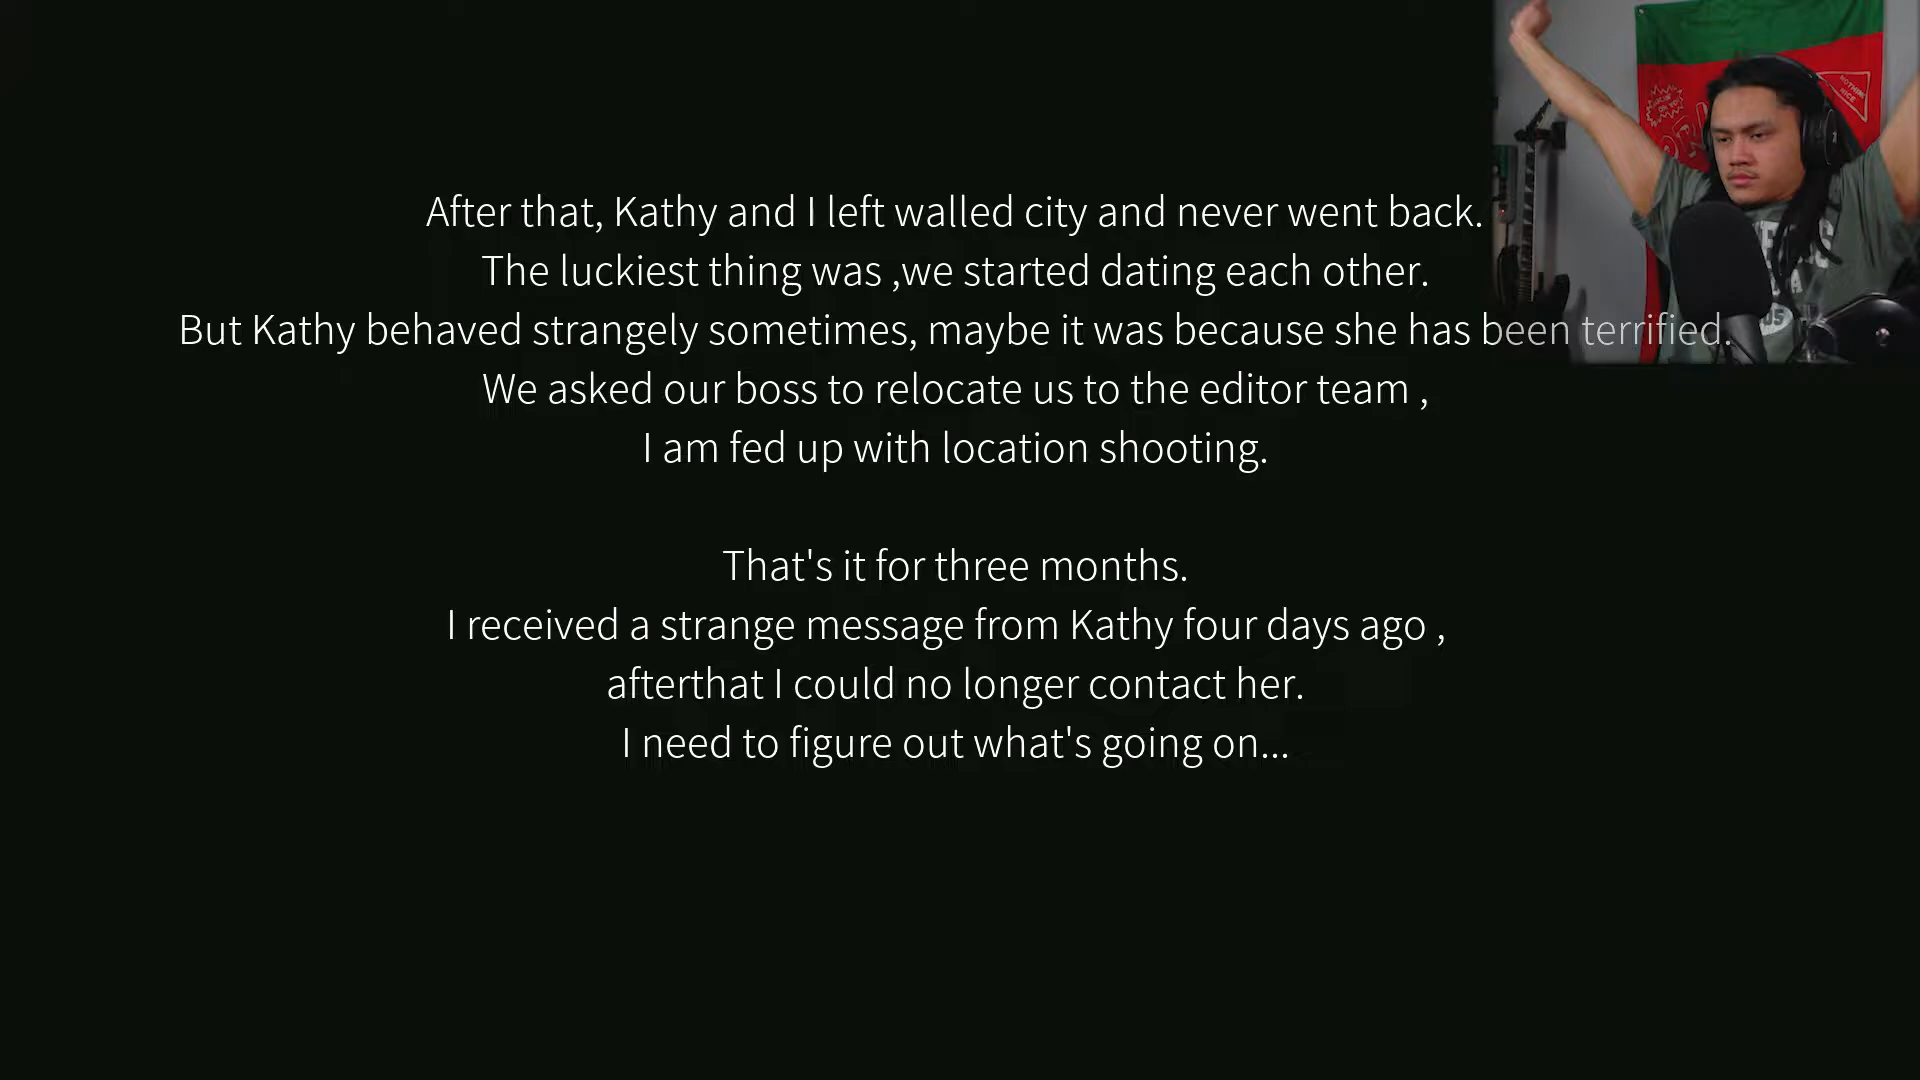 After that, Kathy and I left walled city and never went back.
The luckiest thing was ,we started dating each other.
But Kathy behaved strangely sometimes, maybe it was because she has been terrified.
We asked our boss to relocate us to the editor team ,
I am fed up with location shooting.
That's it for three months.
I received a strange message from Kathy four days ago ,
afterthat I could no longer contact her.
I need to figure out what's going on...
NOTHING
NICE